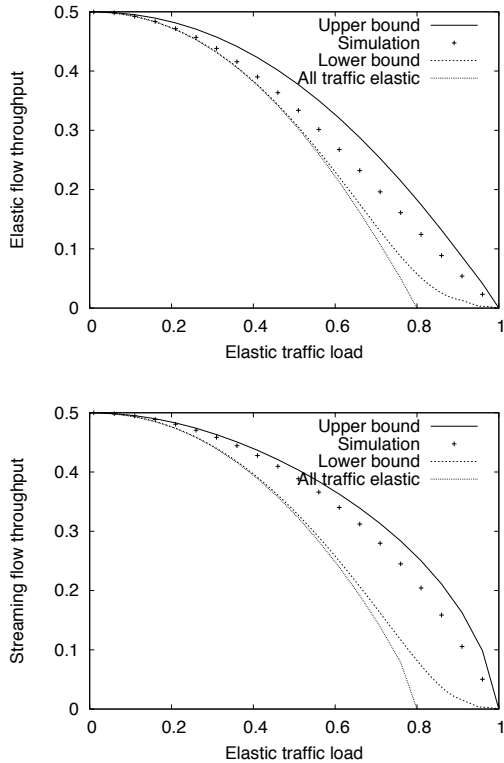 0.5
0.4
0.3
0.2
0.1
0
0
0.2
0.4
0.6
0.8
1
Elastic flow throughput
Elastic traffic load
Upper bound
Simulation
Lower bound
All traffic elastic
0.5
0.4
0.3
0.2
0.1
0
0
0.2
0.4
0.6
0.8
1
Streaming flow throughput
Elastic traffic load
Upper bound
Simulation
Lower bound
All traffic elastic